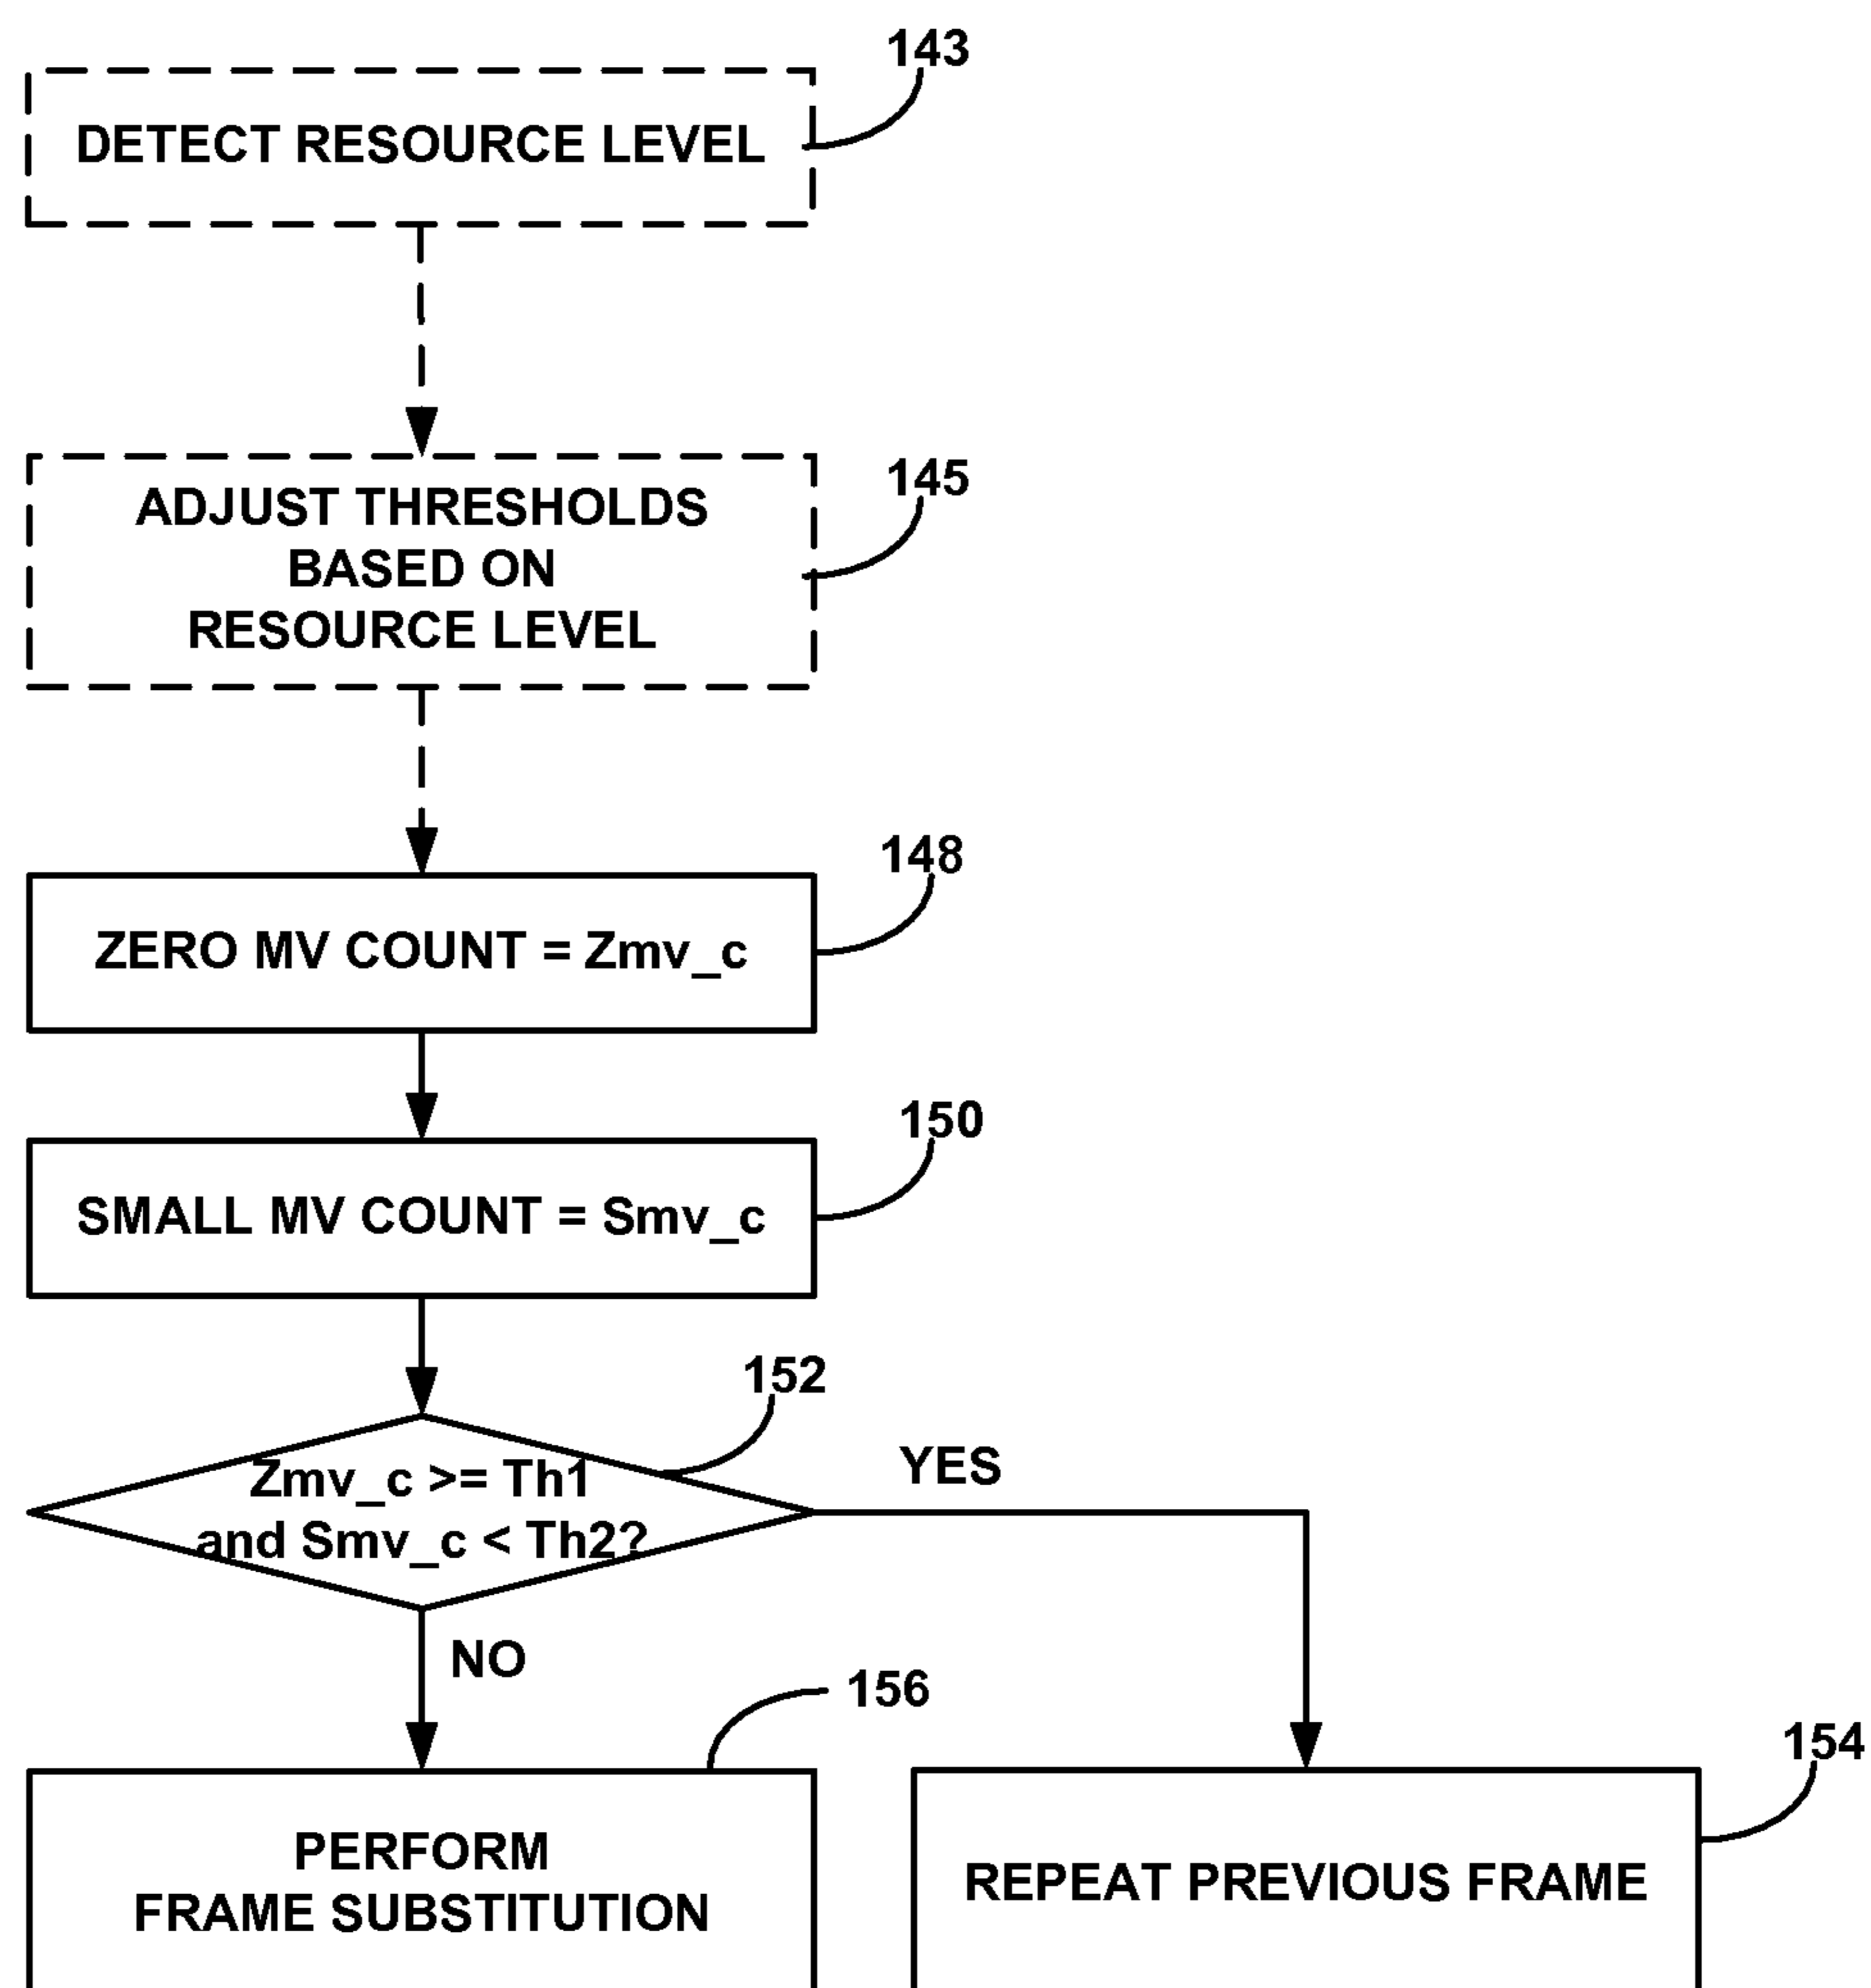 143
DETECT RESOURCE LEVEL
145
ADJUST THRESHOLDS
BASED ON
RESOURCE LEVEL
148
ZERO MV COUNT = Zmv_c
150
SMALL MV COUNT = Smv_c
152
Zmv_c >= Th1
and Smv_c < Th2?
YES
NO
156
154
PERFORM
FRAME SUBSTITUTION
REPEAT PREVIOUS FRAME